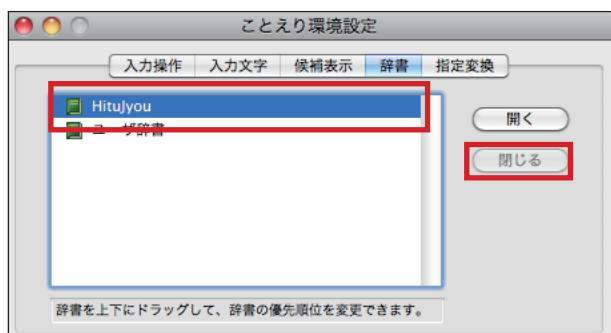 ことえり環境設定
入力操作 入力文字 候補表示 辞書 指定変換
HituJyou
ユーザ辞書
開く
閉じる
辞書を上下にドラッグして、辞書の優先順位を変更できます。